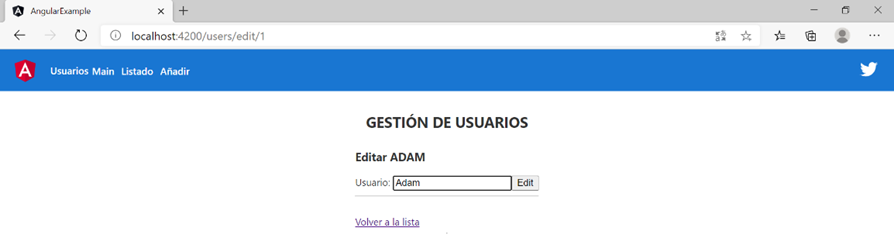 AngularExample
localhost:4200/users/edit/1
A Usuarios Main Listado Añadir
GESTIÓN DE USUARIOS
Editar ADAM
Usuario: Adam Edit
Volver a la lista